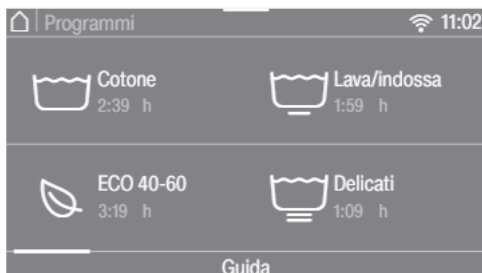 Programmi
11:02
Cotone
2:39 h
Lava/indossa
1:59 h
ECO 40-60
3:19 h
Delicati
1:09 h
Guida